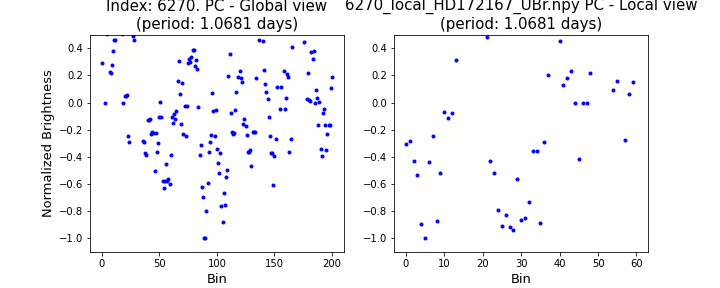 Index: 6270. PC - Global view
(period: 1.0681 days)
6270_local_HD172167_UBr.npy PC - Local view
(period: 1.0681 days)
Normalized Brightness
0.4
0.2
0.0
−0.2
−0.4
−0.6
−0.8
−1.0
0 50 100 150 200
Bin
0.4
0.2
0.0
−0.2
−0.4
−0.6
−0.8
−1.0
0 10 20 30 40 50 60
Bin